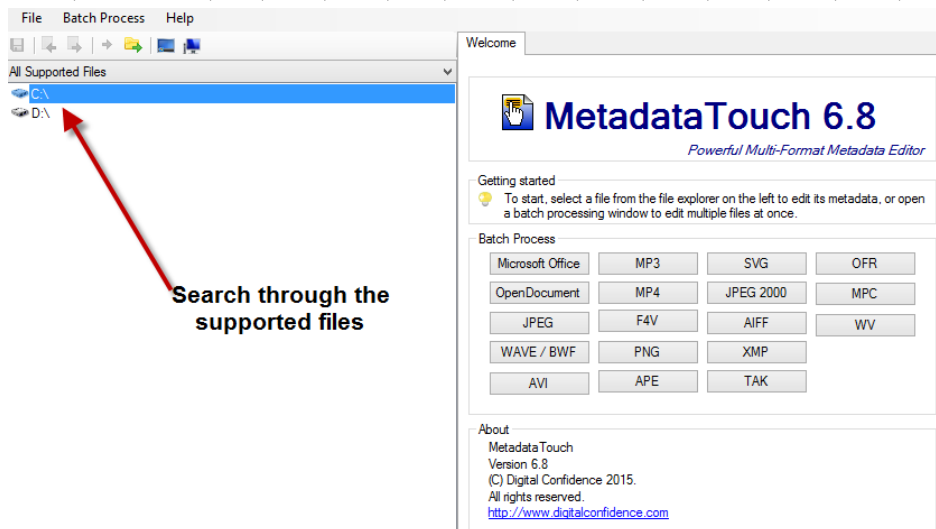 File Batch Process Help
All Supported Files
C:\
D:\
Search through the
supported files
Welcome
MetadataTouch 6.8
Powerful Multi-Format Metadata Editor
Getting started
To start, select a file from the file explorer on the left to edit its metadata, or open
a batch processing window to edit multiple files at once.
Batch Process
Microsoft Office MP3 SVG OFR
OpenDocument MP4 JPEG 2000 MPC
JPEG F4V AIFF WV
WAVE / BWF PNG XMP
AVI APE TAK
About
MetadataTouch
Version 6.8
(C) Digital Confidence 2015.
All rights reserved.
http://www.digitalconfidence.com